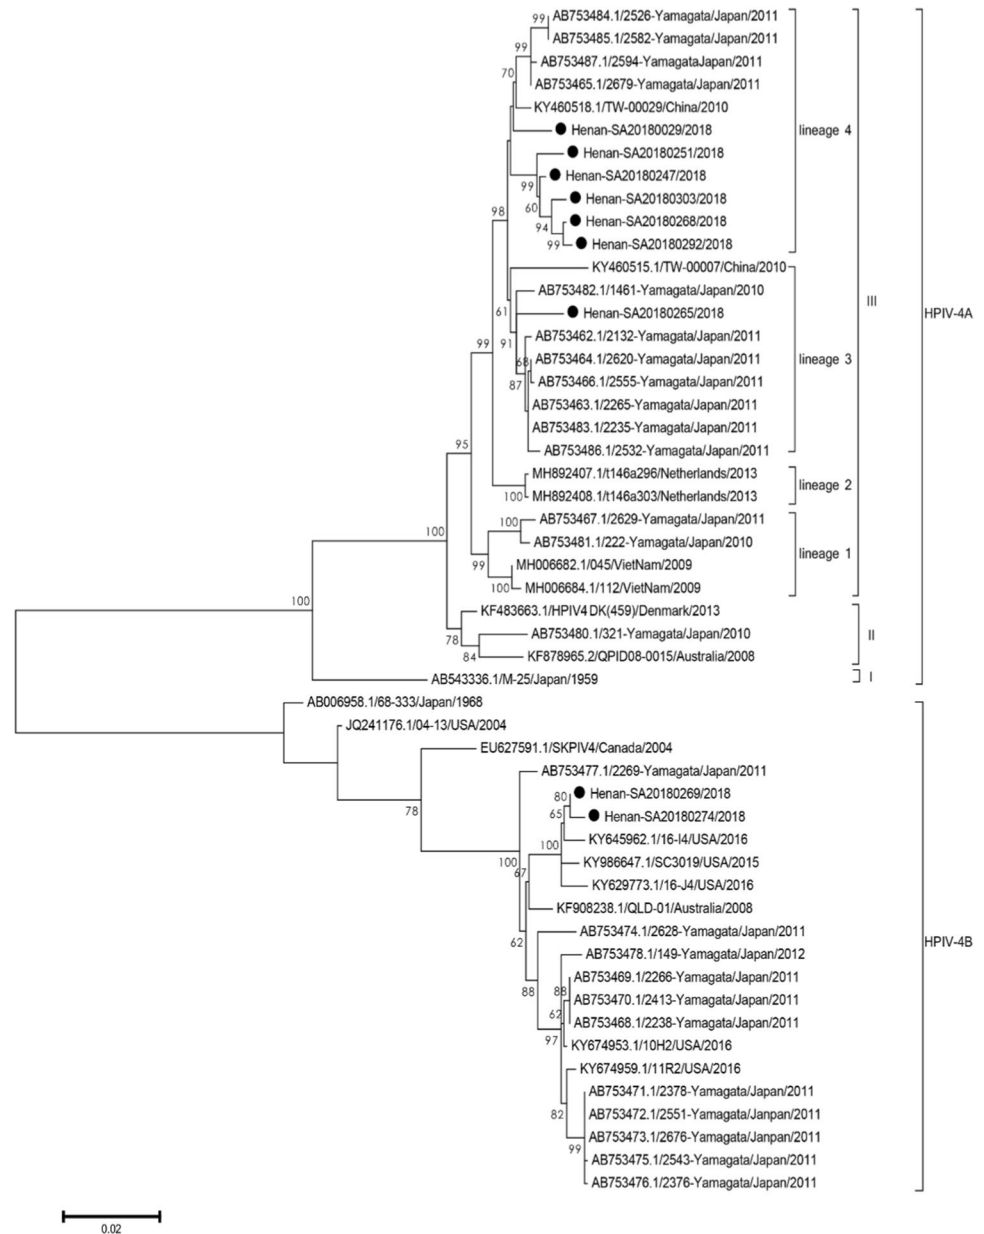 99
AB753484.1/2526-Yamagata/Japan/2011
AB753485.1/2582-Yamagata/Japan/2011
99
AB753487.1/2594-YamagataJapan/2011
70
AB753465.1/2679-Yamagata/Japan/2011
KY460518.1/TW-00029/China/2010
Henan-SA20180029/2018
lineage 4
Henan-SA20180251/2018
Henan-SA20180247/2018
99
Henan-SA20180303/2018
60
98
Henan-SA20180268/2018
94
Henan-SA20180292/2018
99
KY460515.1/TW-00007/China/2010
AB753482.1/1461-Yamagata/Japan/2010
III
61
Henan-SA20180265/2018
HPIV-4A
AB753462.1/2132-Yamagata/Japan/2011
99
91
AB753464.1/2620-Yamagata/Japan/2011
68
lineage 3
87
AB753466.1/2555-Yamagata/Japan/2011
AB753463.1/2265-Yamagata/Japan/2011
AB753483.1/2235-Yamagata/Japan/2011
95
AB753486.1/2532-Yamagata/Japan/2011
MH892407.1/t146a296/Netherlands/2013
lineage 2
100
MH892408.1/t146a303/Netherlands/2013
100
AB753467.1/2629-Yamagata/Japan/2011
100
AB753481.1/222-Yamagata/Japan/2010
lineage 1
99
MH006682.1/045/VietNam/2009
100
MH006684.1/112/VietNam/2009
100
KF483663.1/HPIV4 DK(459)/Denmark/2013
78
AB753480.1/321-Yamagata/Japan/2010
II
84
KF878965.2/QPID08-0015/Australia/2008
AB543336.1/M-25/Japan/1959
I
AB006958.1/68-333/Japan/1968
JQ241176.1/04-13/USA/2004
EU627591.1/SKPIV4/Canada/2004
AB753477.1/2269-Yamagata/Japan/2011
80
Henan-SA20180269/2018
78
65
Henan-SA20180274/2018
KY645962.1/16-I4/USA/2016
100
100
KY986647.1/SC3019/USA/2015
67
KY629773.1/16-J4/USA/2016
KF908238.1/QLD-01/Australia/2008
AB753474.1/2628-Yamagata/Japan/2011
62
HPIV-4B
AB753478.1/149-Yamagata/Japan/2012
AB753469.1/2266-Yamagata/Japan/2011
88
88
AB753470.1/2413-Yamagata/Japan/2011
62
AB753468.1/2238-Yamagata/Japan/2011
97
KY674953.1/10H2/USA/2016
KY674959.1/11R2/USA/2016
AB753471.1/2378-Yamagata/Japan/2011
82
AB753472.1/2551-Yamagata/Janpan/2011
AB753473.1/2676-Yamagata/Janpan/2011
99
AB753475.1/2543-Yamagata/Japan/2011
AB753476.1/2376-Yamagata/Japan/2011
0.02